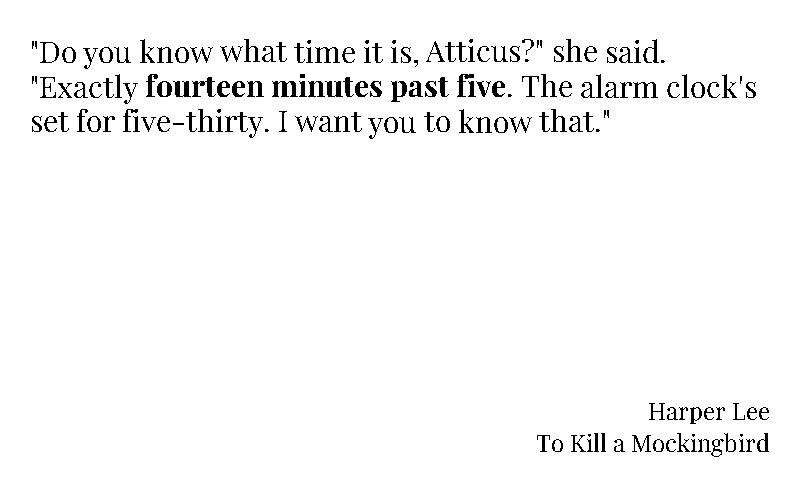 "Do you know what time it is, Atticus?" she said.
"Exactly fourteen minutes past five. The alarm clock's
set for five-thirty. I want you to know that."
Harper Lee
To Kill a Mockingbird